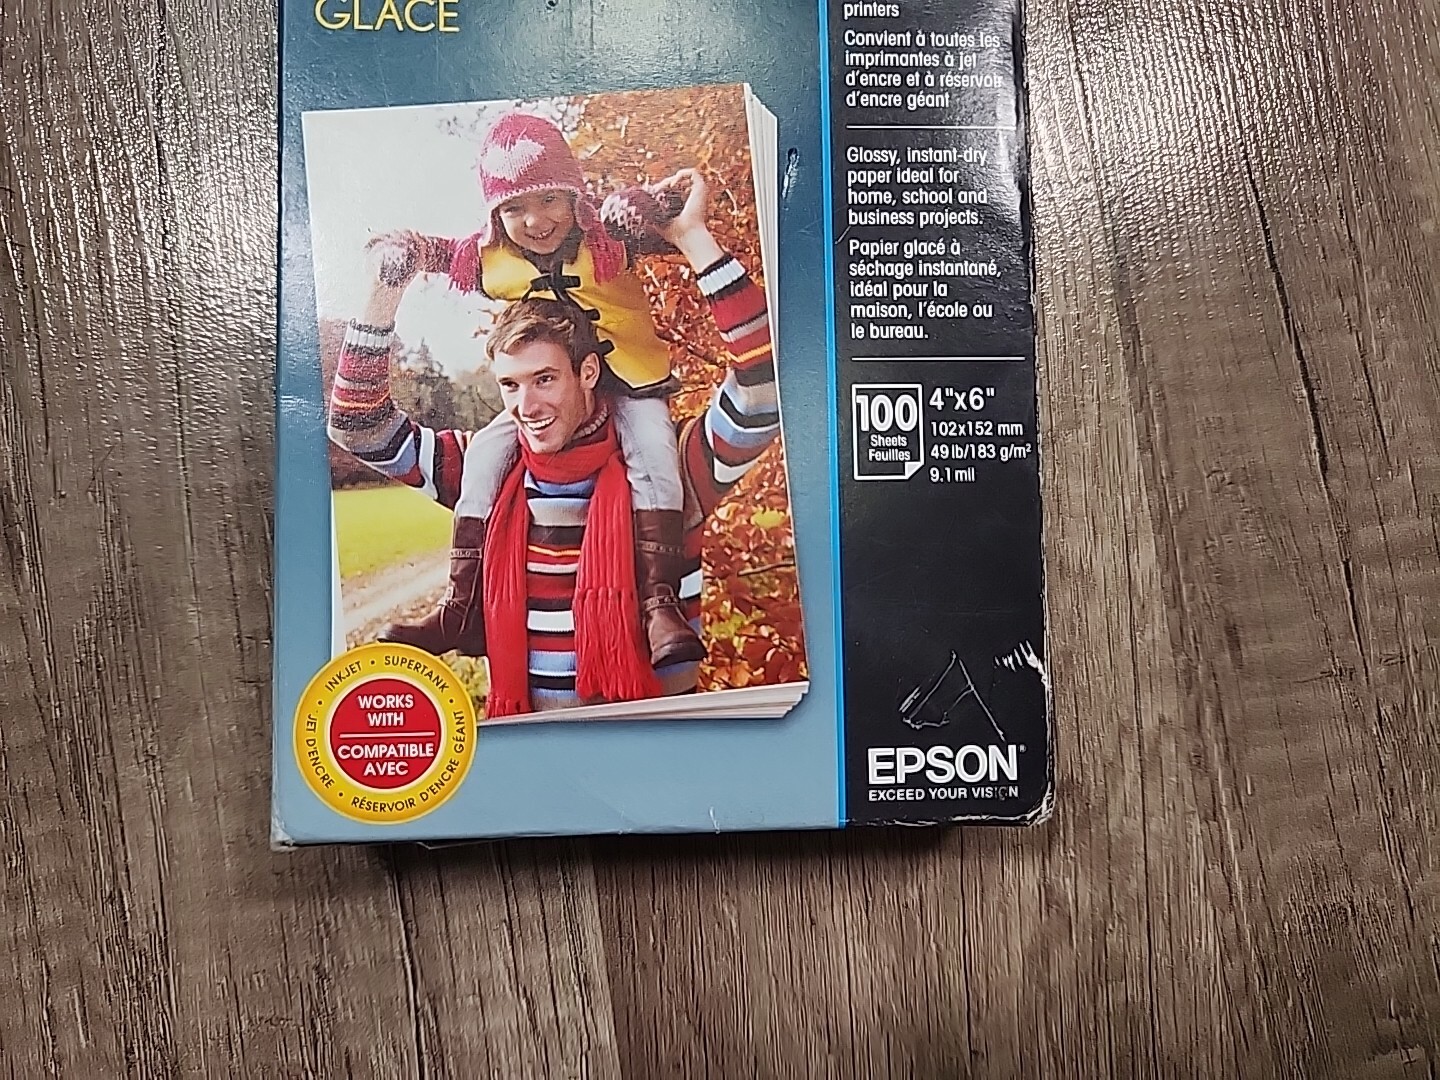 GLACÉ
printers
Convient à toutes les
imprimantes à jet
d'encre et à réservoir
d'encre géant
Glossy, instant-dry
paper ideal for
home, school and
business projects.
Papier glacé à
séchage instantané,
idéal pour la
maison, l'école ou
le bureau.
100
Sheets
Feuilles
4"x6"
102x152 mm
49 lb/183 g/m²
9.1 mil
INKJET • SUPERTANK •
WORKS
WITH
COMPATIBLE
AVEC
JET D'ENCRE • RÉSERVOIR D'ENCRE GÉANT •
EPSON®
EXCEED YOUR VISION